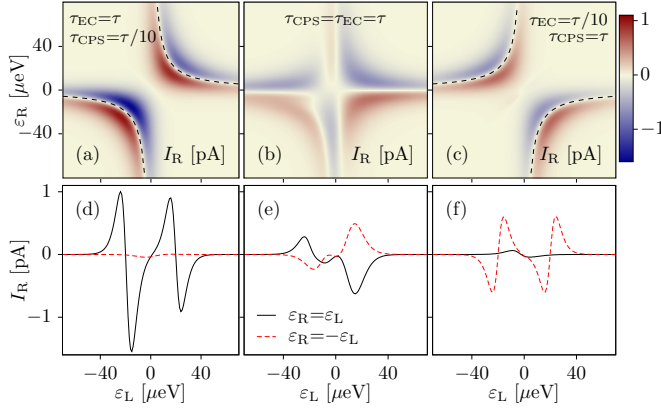 τEC=τ
τCPS=τ/10
τCPS=τEC=τ
τEC=τ/10
τCPS=τ
εR [μeV]
40
0
−40
(a)
IR [pA]
(b)
IR [pA]
(c)
IR [pA]
1
0
−1
IR [pA]
1
0
−1
(d)
(e)
(f)
εR=εL
εR=−εL
−40 0 40
−40 0 40
−40 0 40
εL [μeV]
εL [μeV]
εL [μeV]